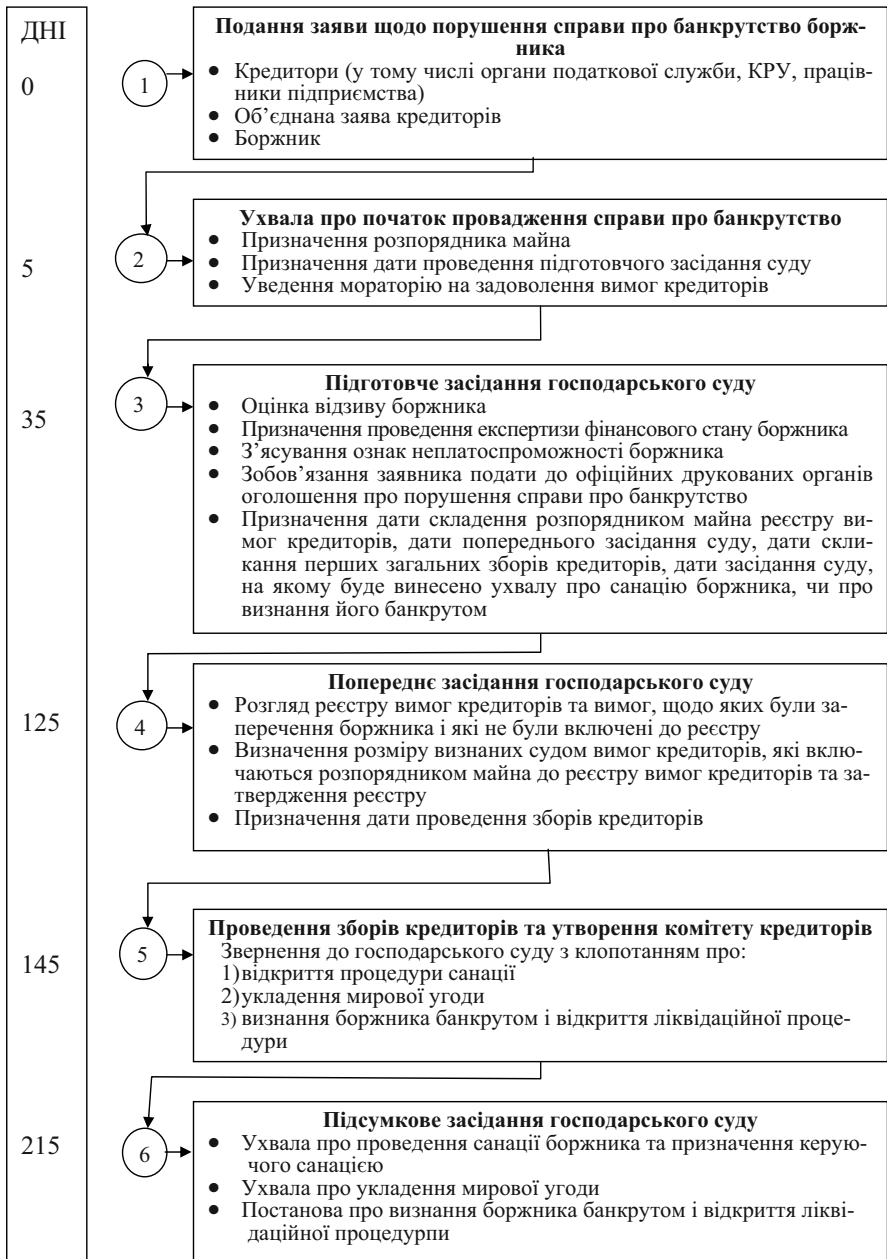 ДНІ
Подання заяви щодо порушення справи про банкрутство борж-
ника
0
1
● Кредитори (у тому числі органи податкової служби, КРУ, праців-
ники підприємства)
● Об’єднана заява кредиторів
● Боржник
Ухвала про початок провадження справи про банкрутство
5
2
● Призначення розпорядника майна
● Призначення дати проведення підготовчого засідання суду
● Уведення мораторію на задоволення вимог кредиторів
Підготовче засідання господарського суду
35
3
● Оцінка відзиву боржника
● Призначення проведення експертизи фінансового стану боржника
● З’ясування ознак неплатоспроможності боржника
● Зобов’язання заявника подати до офіційних друкованих органів
оголошення про порушення справи про банкрутство
● Призначення дати складення розпорядником майна реєстру ви-
мог кредиторів, дати попереднього засідання суду, дати скли-
кання перших загальних зборів кредиторів, дати засідання суду,
на якому буде винесено ухвалу про санацію боржника, чи про
визнання його банкрутом
Попереднє засідання господарського суду
125
4
● Розгляд реєстру вимог кредиторів та вимог, щодо яких були за-
перечення боржника і які не були включені до реєстру
● Визначення розміру визнаних судом вимог кредиторів, які вклю-
чаються розпорядником майна до реєстру вимог кредиторів та за-
твердження реєстру
● Призначення дати проведення зборів кредиторів
Проведення зборів кредиторів та утворення комітету кредиторів
145
5
Звернення до господарського суду з клопотанням про:
1) відкриття процедури санації
2) укладення мирової угоди
3) визнання боржника банкрутом і відкриття ліквідаційної проце-
дури
Підсумкове засідання господарського суду
215
6
● Ухвала про проведення санації боржника та призначення керую-
чого санацією
● Ухвала про укладення мирової угоди
● Постанова про визнання боржника банкрутом і відкриття лікві-
даційної процедурпи